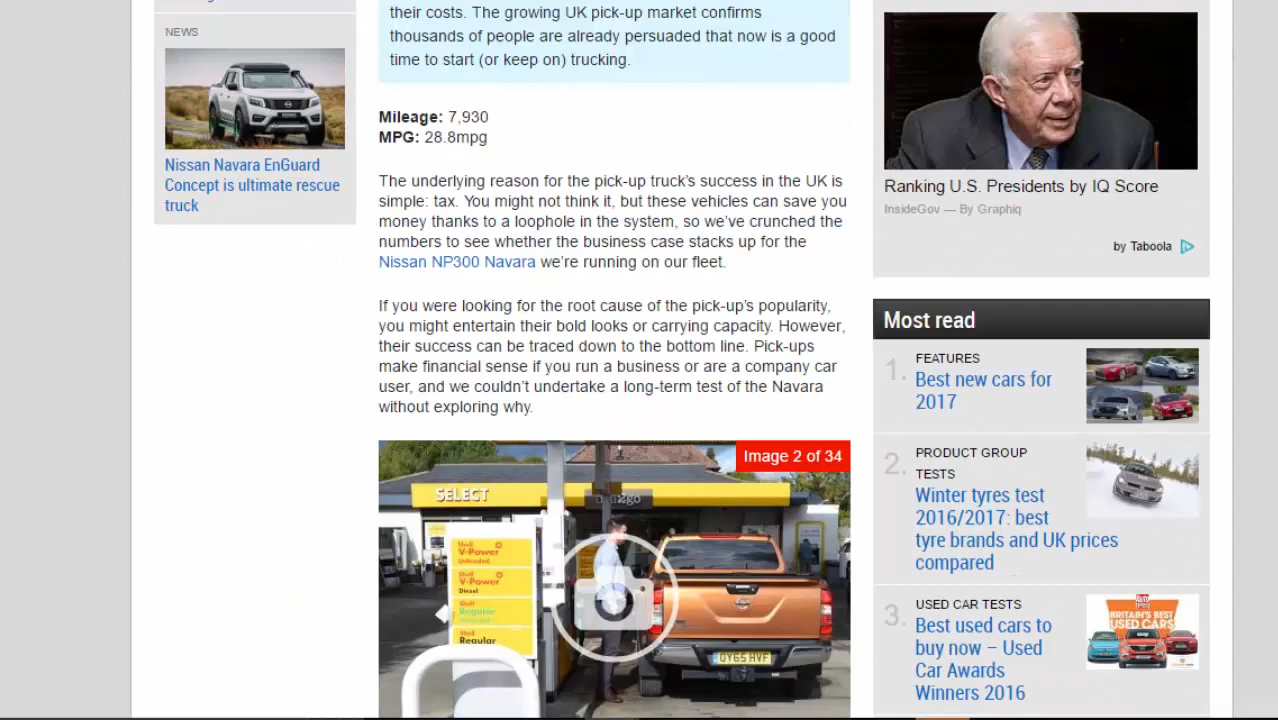 NEWS
Nissan Navara EnGuard
Concept is ultimate rescue
truck
their costs. The growing UK pick-up market confirms
thousands of people are already persuaded that now is a good
time to start (or keep on) trucking.
Mileage: 7,930
MPG: 28.8mpg
The underlying reason for the pick-up truck's success in the UK is
simple: tax. You might not think it, but these vehicles can save you
money thanks to a loophole in the system, so we've crunched the
numbers to see whether the business case stacks up for the
Nissan NP300 Navara we're running on our fleet.
If you were looking for the root cause of the pick-up's popularity,
you might entertain their bold looks or carrying capacity. However,
their success can be traced down to the bottom line. Pick-ups
make financial sense if you run a business or are a company car
user, and we couldn't undertake a long-term test of the Navara
without exploring why.
Image 2 of 34
SELECT
Shell
V-Power
Unleaded
Shell
V-Power
Diesel
Shell
Regular
Shell
Regular
OY65 HVF
Ranking U.S. Presidents by IQ Score
InsideGov — By Graphiq
by Taboola
Most read
1.
FEATURES
Best new cars for
2017
2.
PRODUCT GROUP
TESTS
Winter tyres test
2016/2017: best
tyre brands and UK prices
compared
3.
USED CAR TESTS
Best used cars to
buy now – Used
Car Awards
Winners 2016
BRITAIN'S BEST
USED CARS